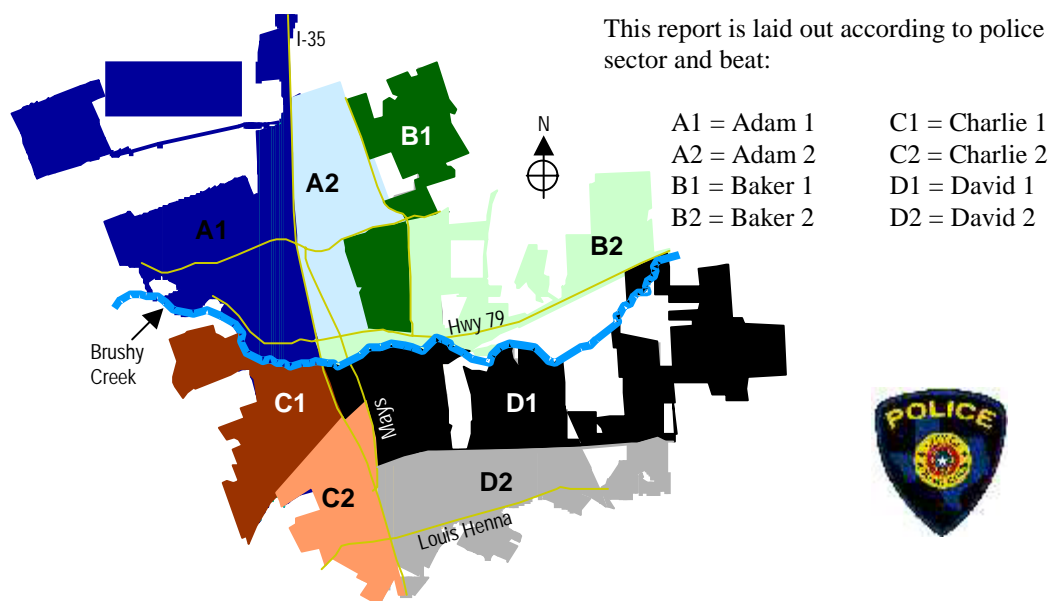 This report is laid out according to police
sector and beat:
A1 = Adam 1
A2 = Adam 2
B1 = Baker 1
B2 = Baker 2
C1 = Charlie 1
C2 = Charlie 2
D1 = David 1
D2 = David 2
I-35
N
B1
A2
A1
B2
Hwy 79
Brushy
Creek
C1
Mays
D1
C2
D2
Louis Henna
POLICE